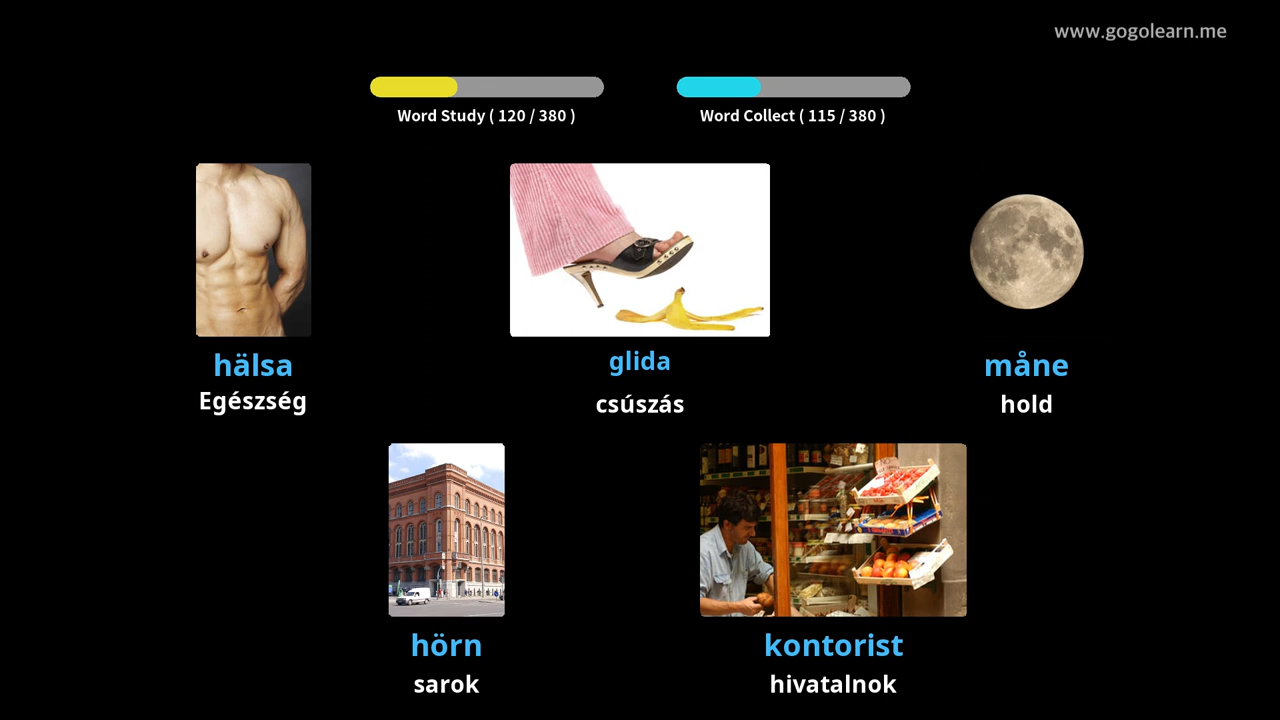 www.gogolearn.me
Word Study ( 120 / 380 )
Word Collect ( 115 / 380 )
hälsa
Egészség
glida
csúszás
måne
hold
hörn
sarok
kontorist
hivatalnok